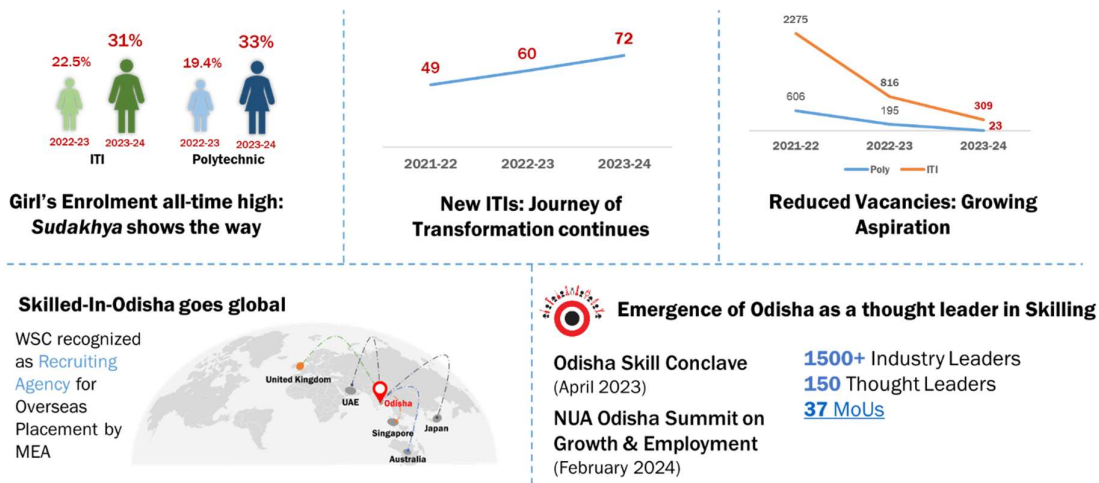 31%
33%
22.5%
19.4%
2022-23
2023-24
2022-23
2023-24
ITI
Polytechnic
Girl's Enrolment all-time high:
Sudakhya shows the way
49
60
72
2021-22
2022-23
2023-24
New ITIs: Journey of
Transformation continues
2275
816
309
606
195
23
2021-22
2022-23
2023-24
Poly
ITI
Reduced Vacancies: Growing
Aspiration
Skilled-In-Odisha goes global
WSC recognized
as Recruiting
Agency for
Overseas
Placement by
MEA
United Kingdom
UAE
Odisha
Singapore
Japan
Australia
Emergence of Odisha as a thought leader in Skilling
Odisha Skill Conclave
(April 2023)
NUA Odisha Summit on
Growth & Employment
(February 2024)
1500+ Industry Leaders
150 Thought Leaders
37 MoUs